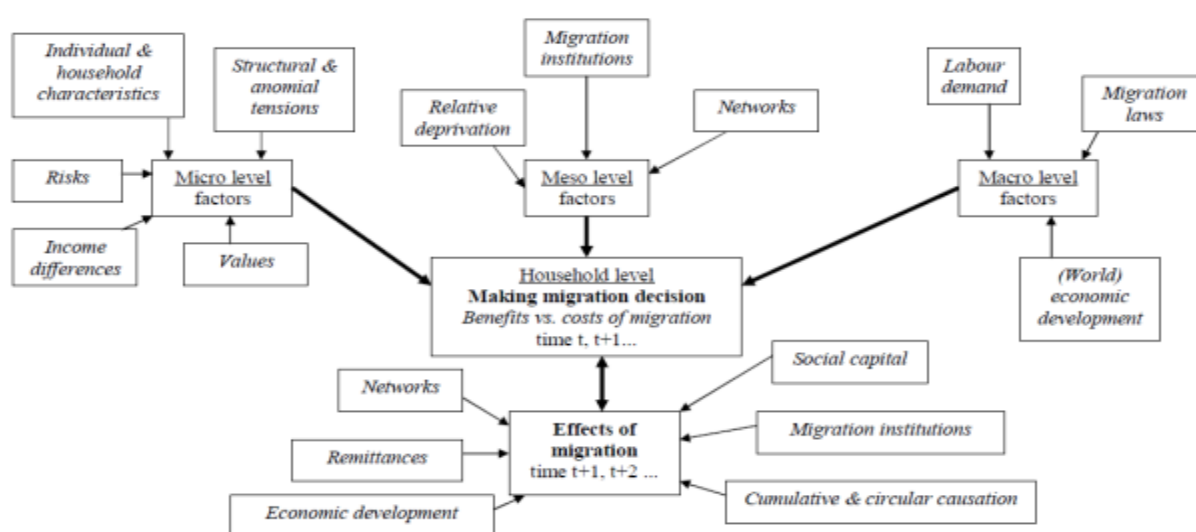 Individual &
household
characteristics
Structural &
anomial
tensions
Migration
institutions
Labour
demand
Migration
laws
Relative
deprivation
Networks
Risks
Micro level
factors
Meso level
factors
Macro level
factors
Income
differences
Values
(World)
economic
development
Household level
Making migration decision
Benefits vs. costs of migration
time t, t+1...
Social capital
Networks
Effects of
migration
time t+1, t+2 ...
Migration institutions
Remittances
Economic development
Cumulative & circular causation